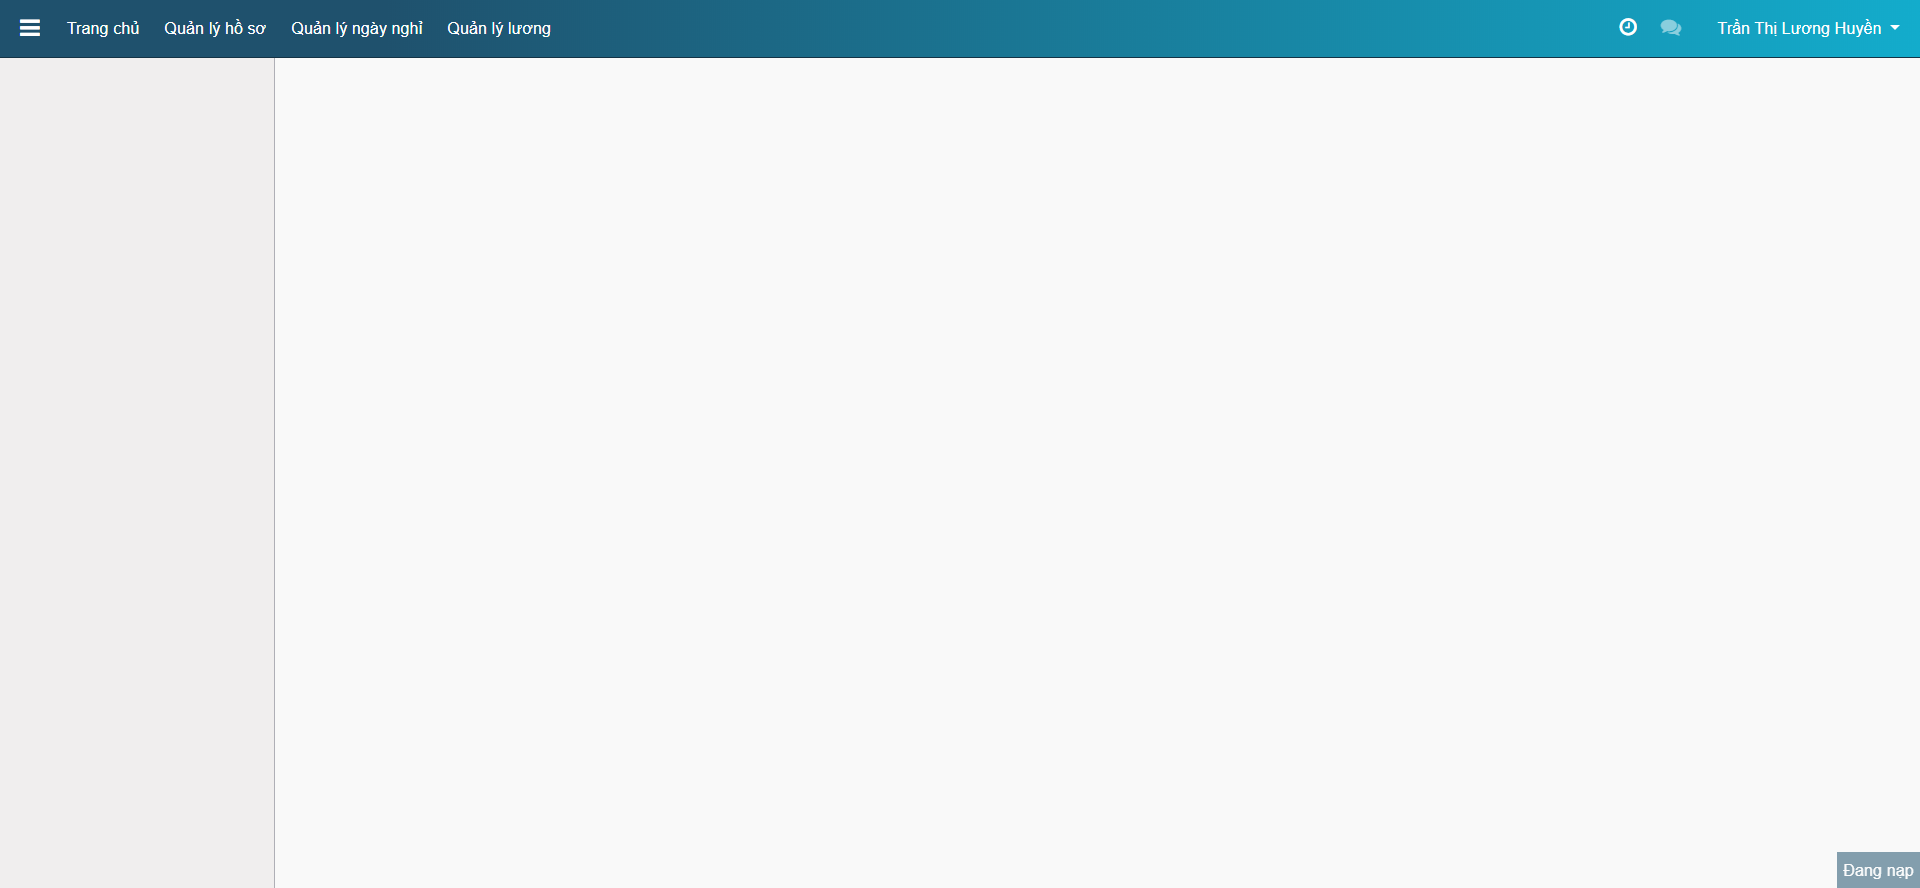 Trang chủ Quản lý hồ sơ Quản lý ngày nghỉ Quản lý lương Trần Thị Lương Huyền
Đang nạp